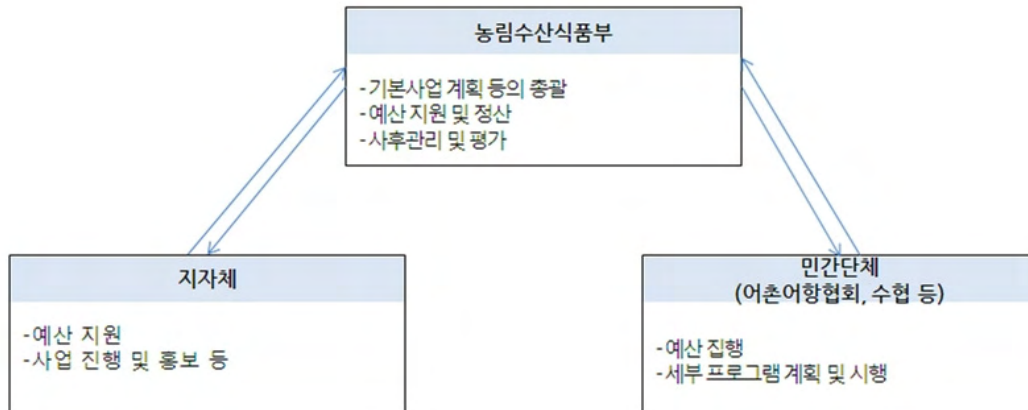 농림수산식품부
-기본사업 계획 등의 총괄
-예산 지원 및 정산
-사후관리 및 평가
지자체
-예산 지원
-사업 진행 및 홍보 등
민간단체
(어촌어항협회, 수협 등)
-예산 집행
-세부 프로그램 계획 및 시행